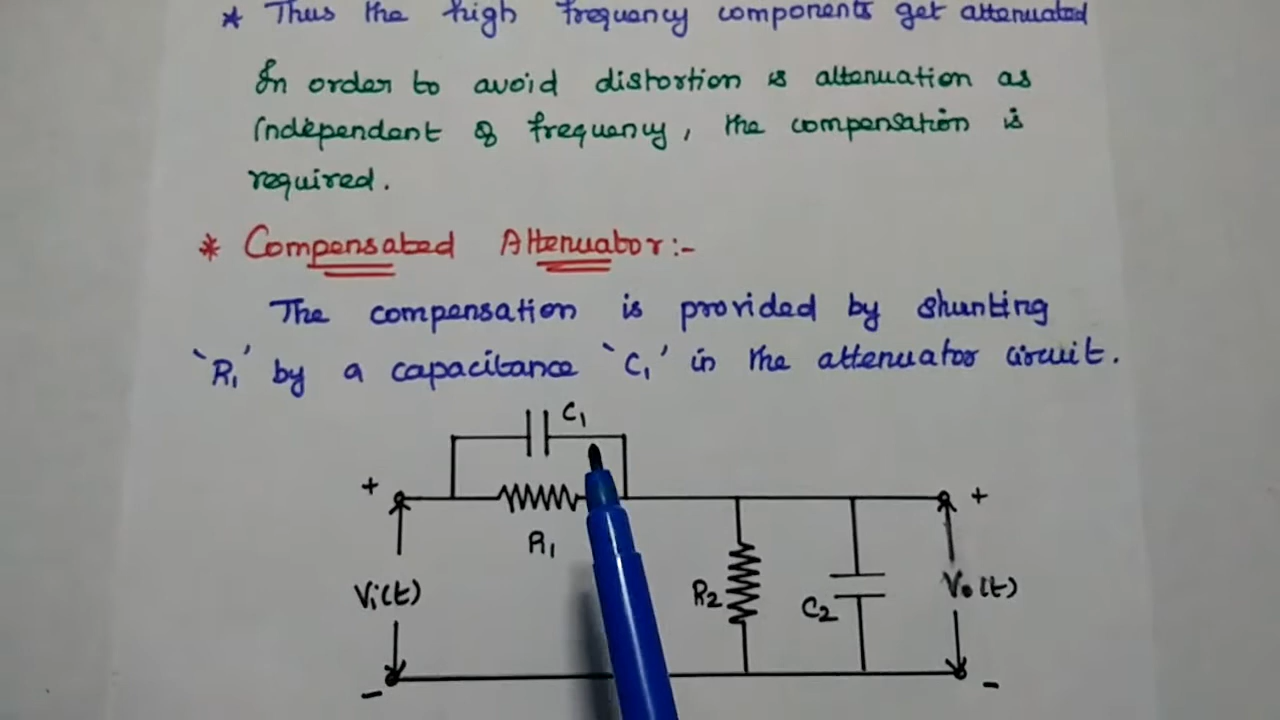 * Thus the high frequency components get attenuated
In order to avoid distortion is attenuation as
independent of frequency, the compensation is
required.
* Compensated Attenuator:-
The compensation is provided by shunting
`R1' by a capacitance `C1' in the attenuator circuit.
C1
+ +
R1
Vi(t) R2 C2 Vo(t)
- -